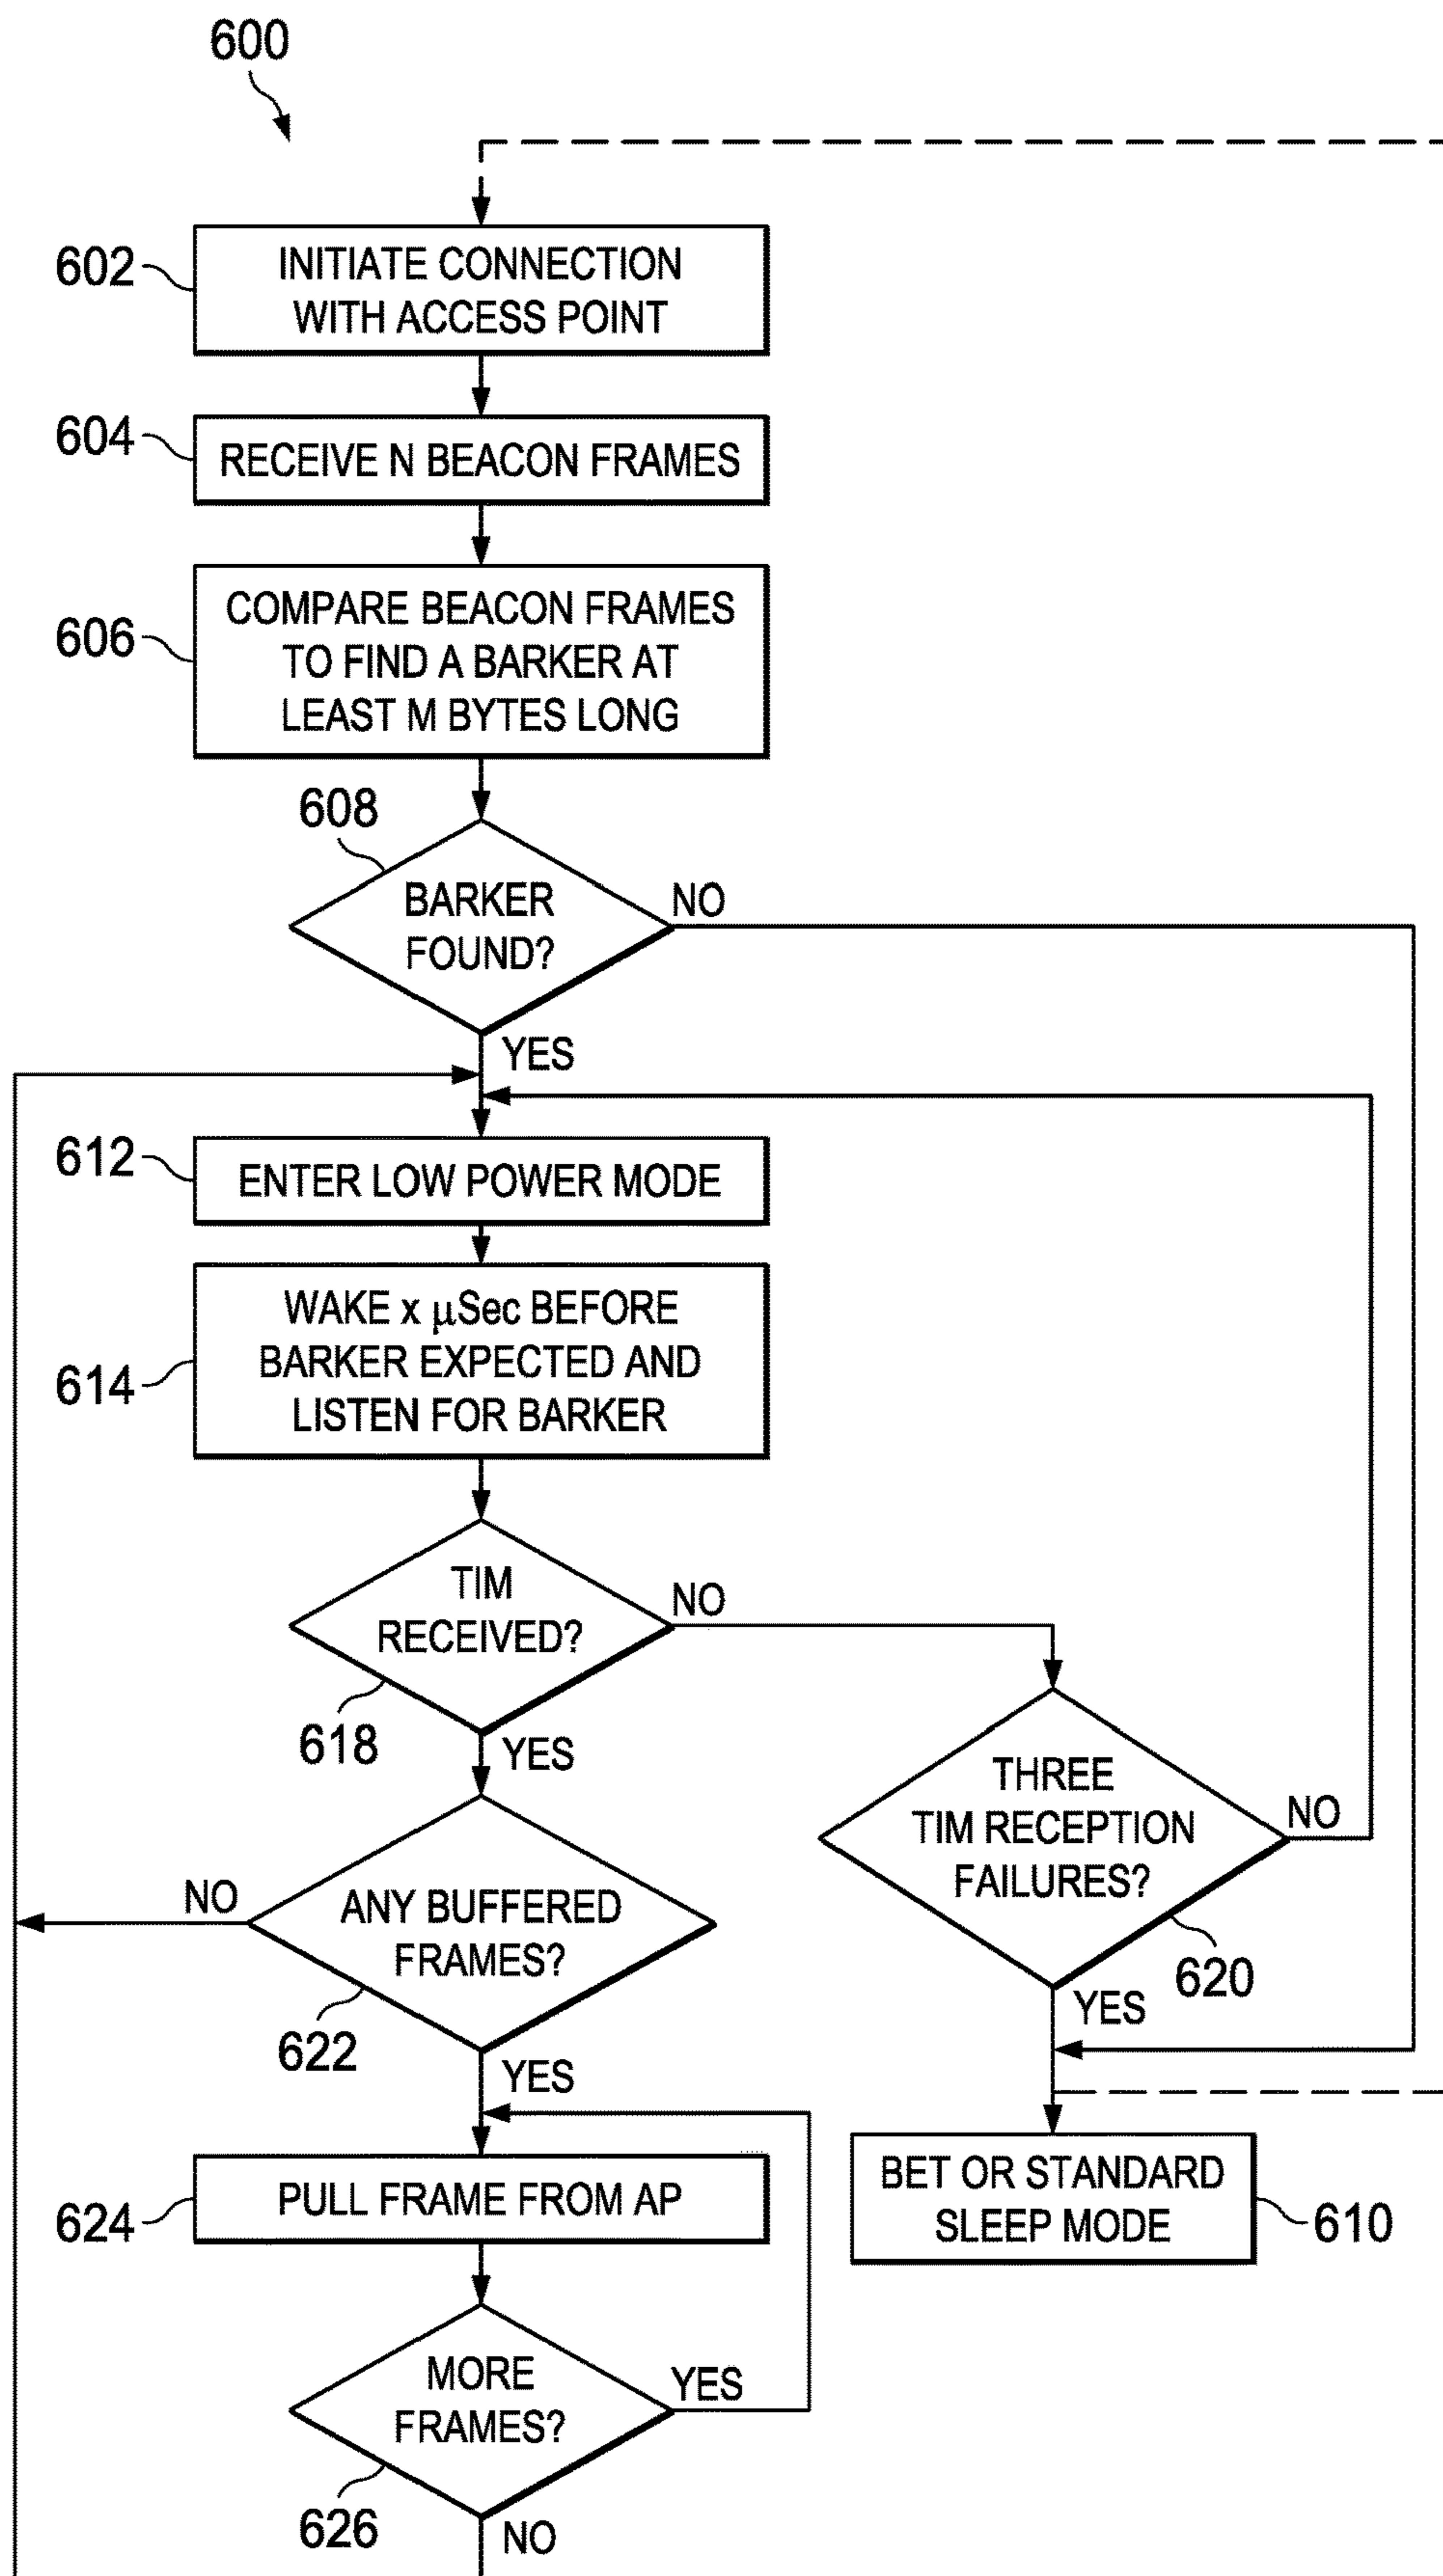 600
602
INITIATE CONNECTION
WITH ACCESS POINT
604
RECEIVE N BEACON FRAMES
606
COMPARE BEACON FRAMES
TO FIND A BARKER AT
LEAST M BYTES LONG
608
BARKER
FOUND?
NO
YES
612
ENTER LOW POWER MODE
614
WAKE x µSec BEFORE
BARKER EXPECTED AND
LISTEN FOR BARKER
TIM
RECEIVED?
NO
618
YES
THREE
TIM RECEPTION
FAILURES?
NO
620
YES
NO
ANY BUFFERED
FRAMES?
622
YES
624
PULL FRAME FROM AP
BET OR STANDARD
SLEEP MODE
610
MORE
FRAMES?
YES
626
NO